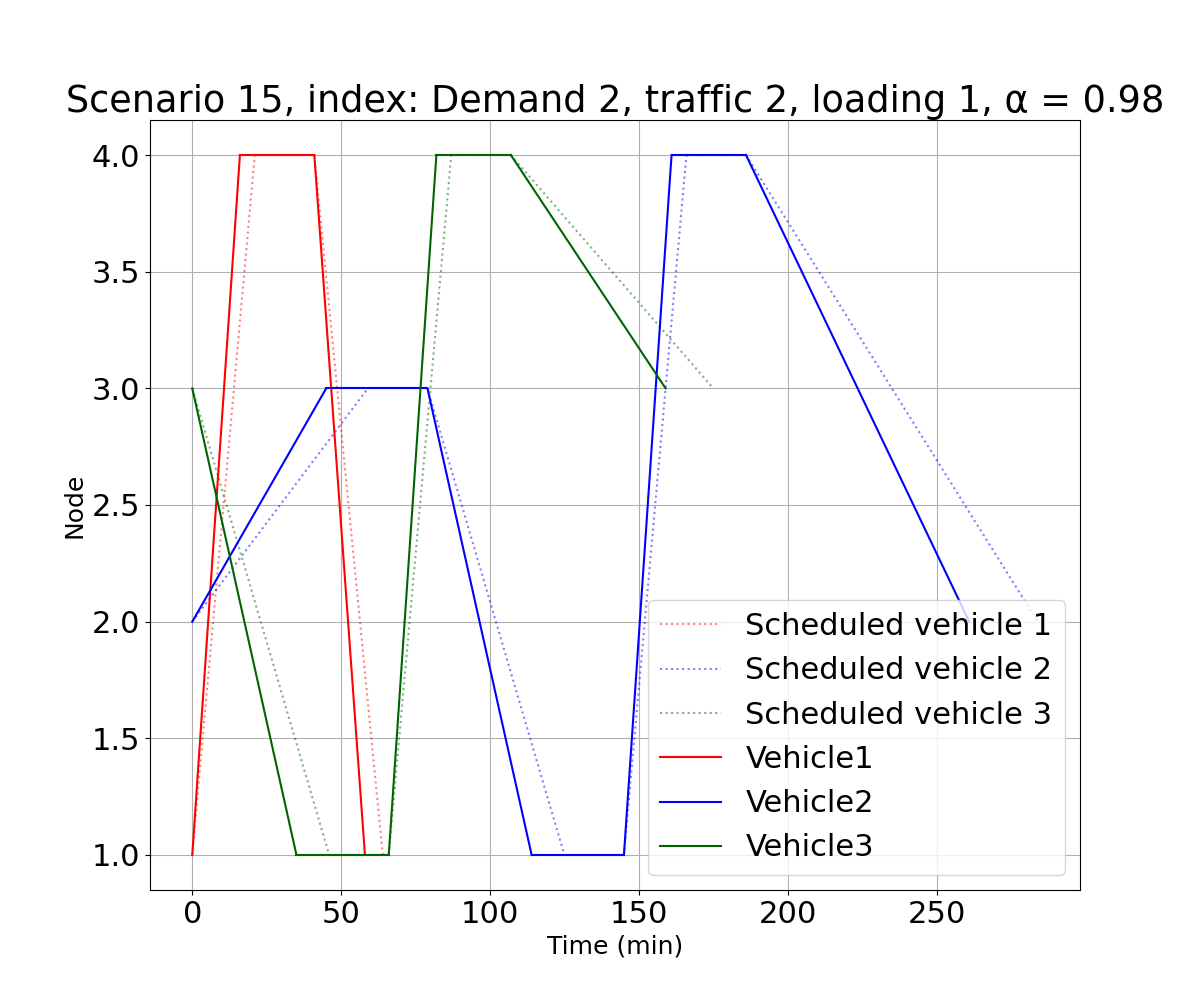 Scenario 15, index: Demand 2, traffic 2, loading 1, α = 0.98
4.0
3.5
3.0
2.5
2.0
1.5
1.0
Node
Scheduled vehicle 1
Scheduled vehicle 2
Scheduled vehicle 3
Vehicle1
Vehicle2
Vehicle3
0 50 100 150 200 250
Time (min)